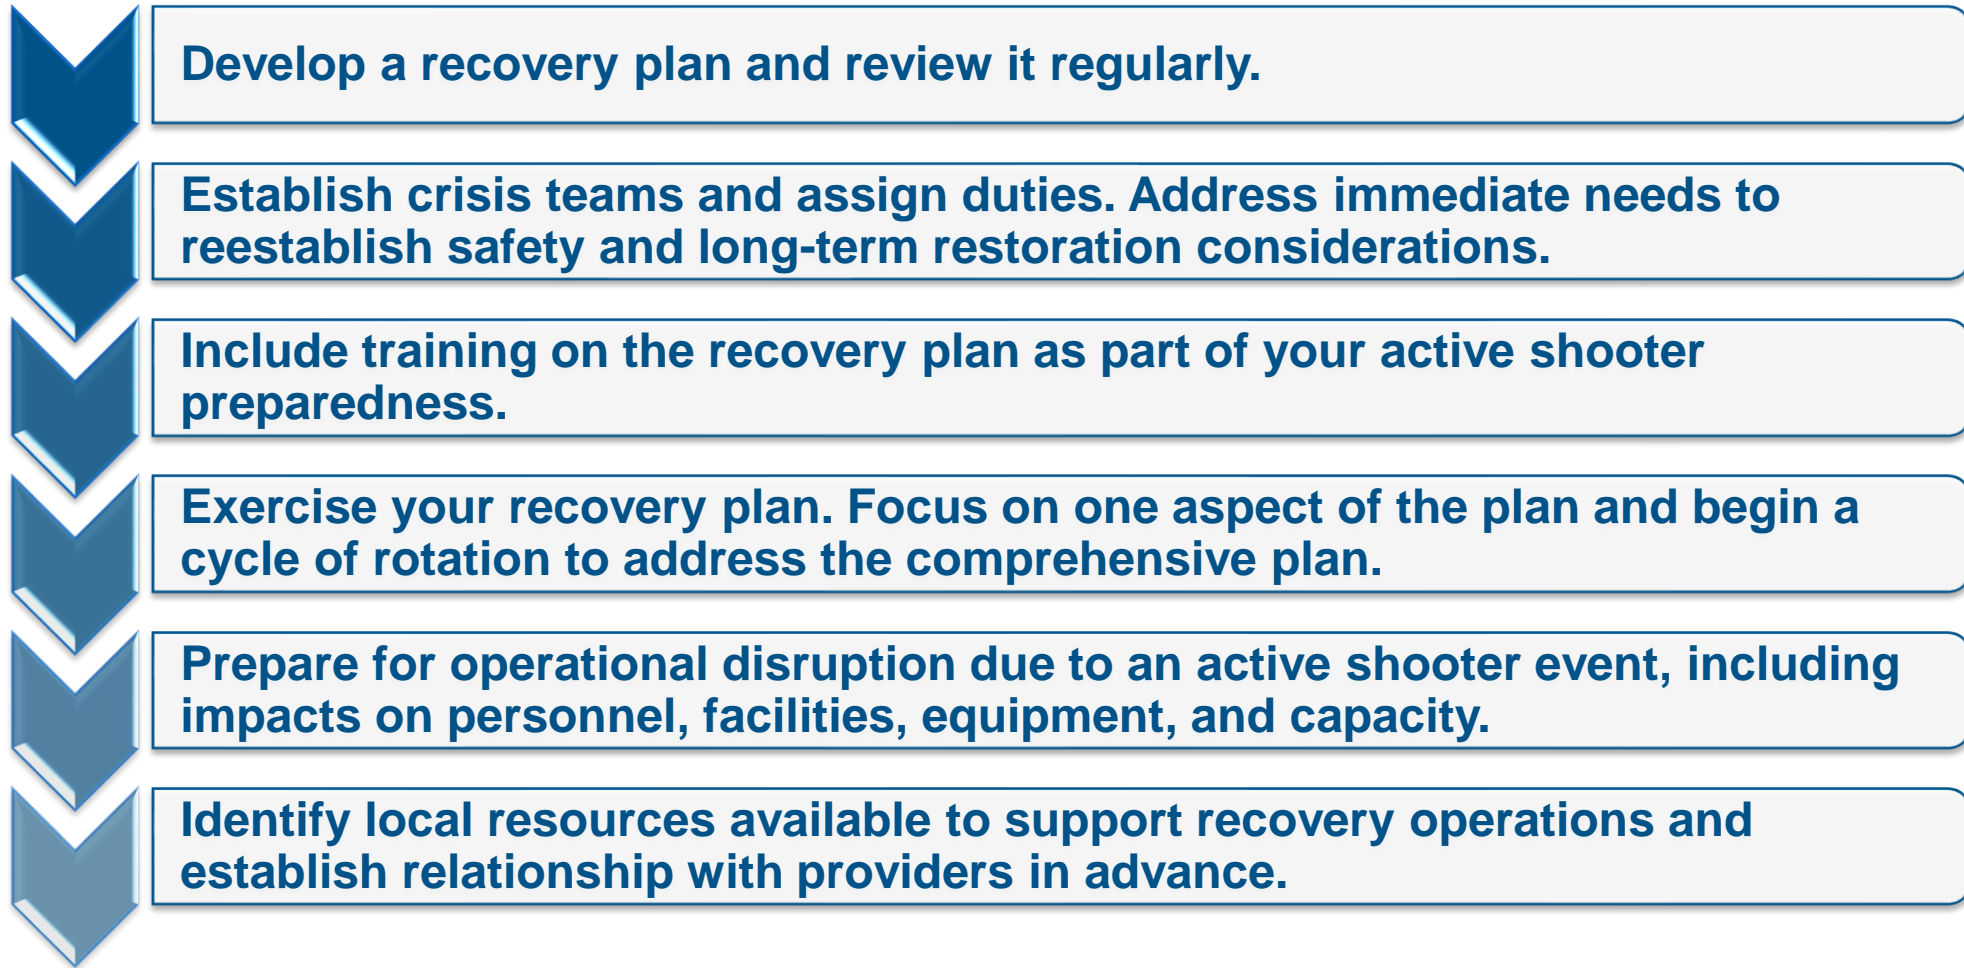 Develop a recovery plan and review it regularly.
Establish crisis teams and assign duties. Address immediate needs to
reestablish safety and long-term restoration considerations.
Include training on the recovery plan as part of your active shooter
preparedness.
Exercise your recovery plan. Focus on one aspect of the plan and begin a
cycle of rotation to address the comprehensive plan.
Prepare for operational disruption due to an active shooter event, including
impacts on personnel, facilities, equipment, and capacity.
Identify local resources available to support recovery operations and
establish relationship with providers in advance.